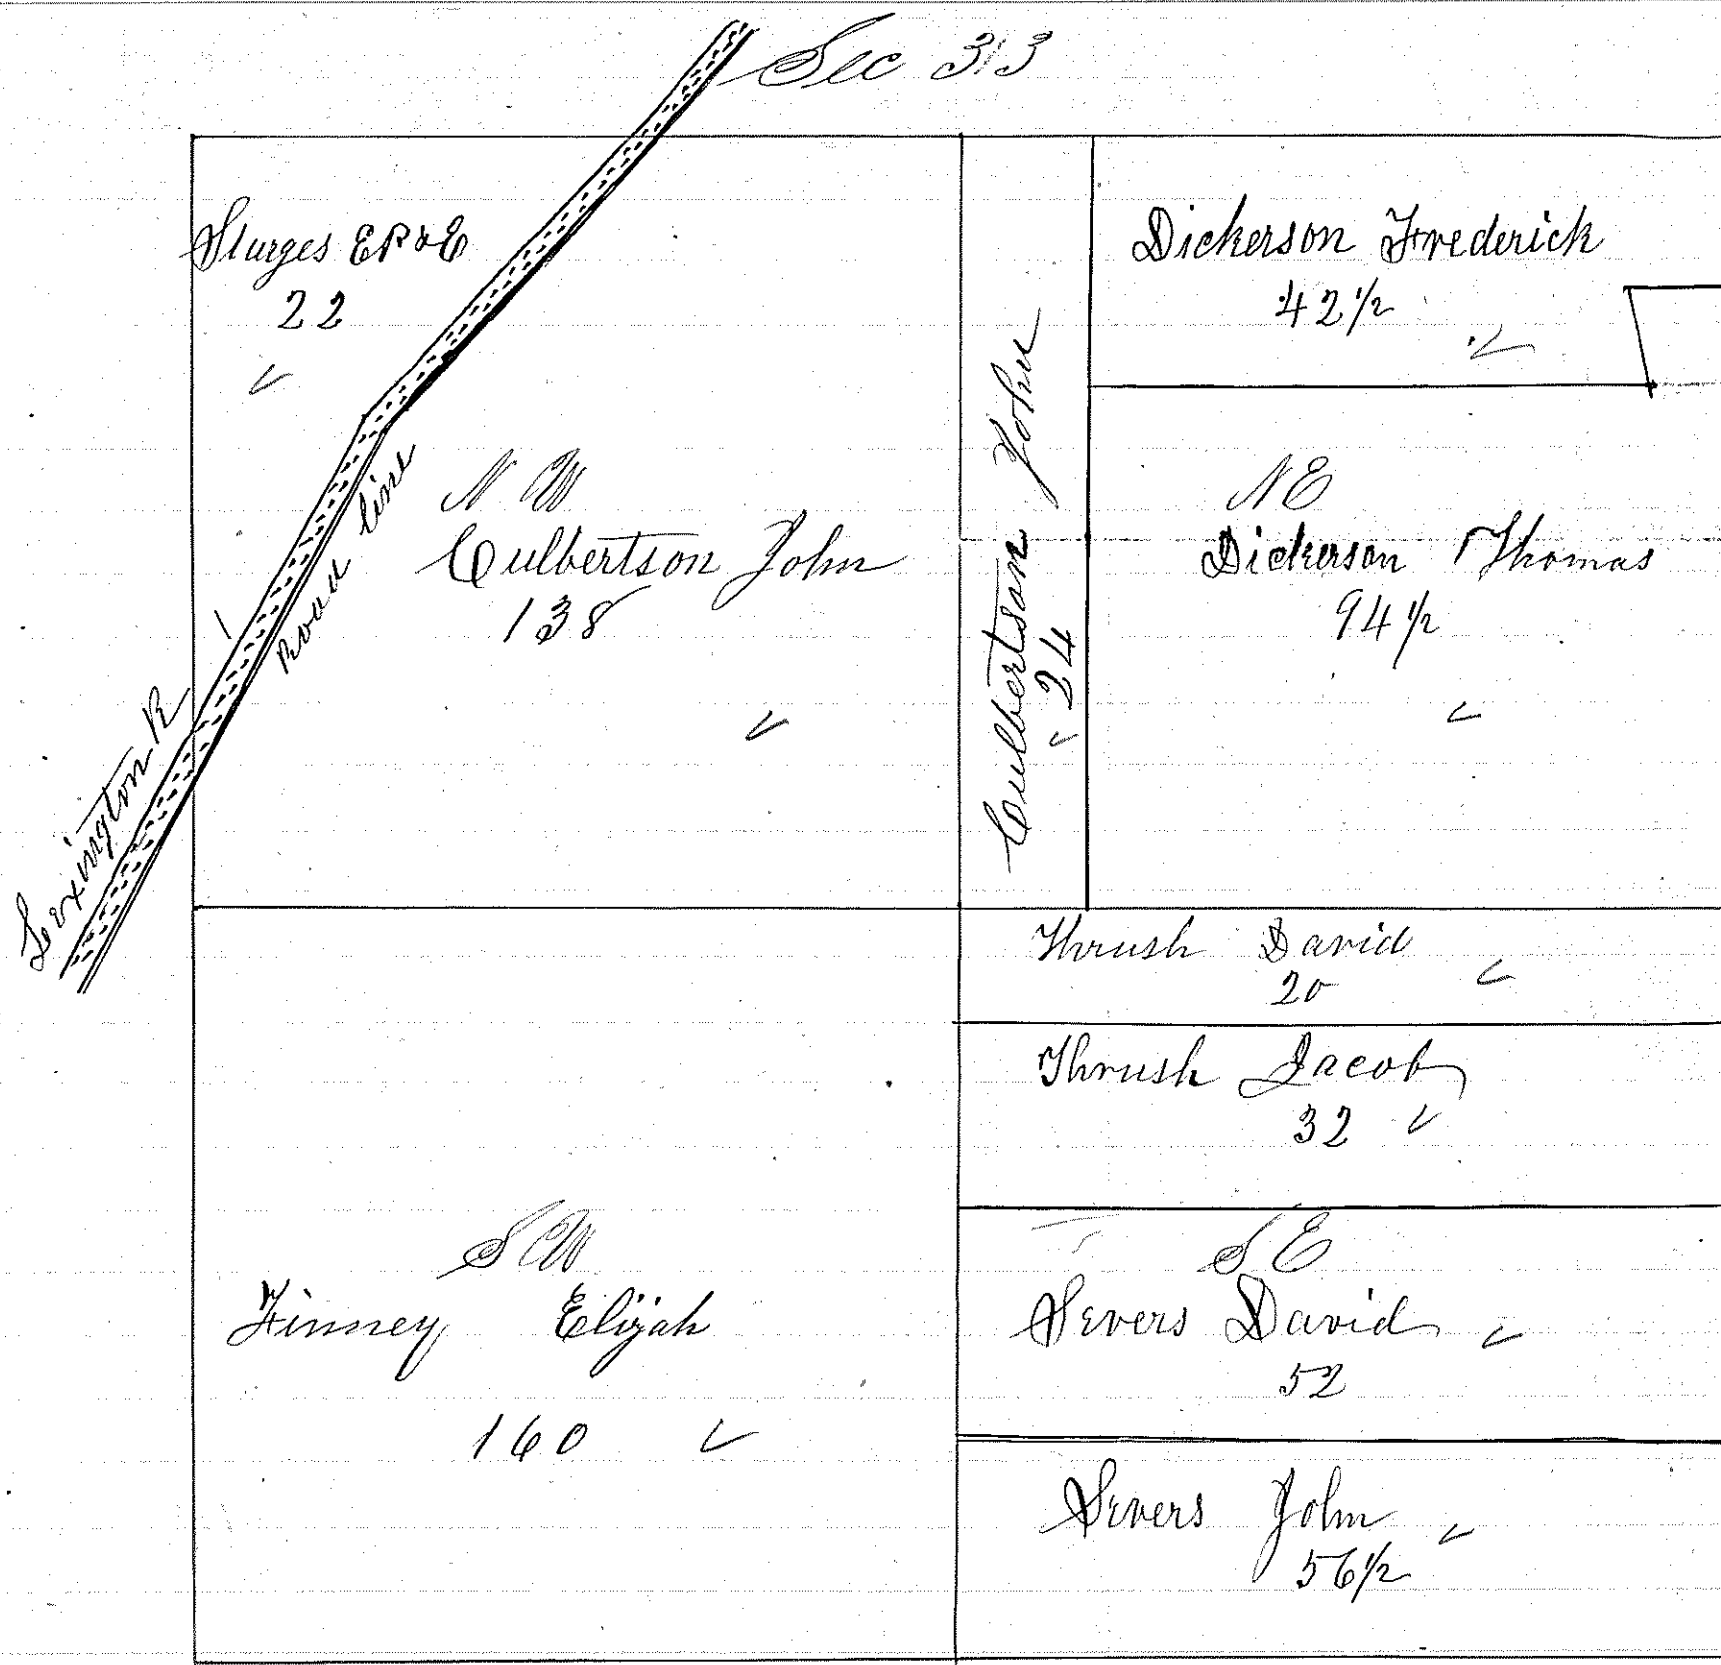 Sec 33
Sturges EP & E
22
Dickerson Frederick
42 1/2
Lexington R
Road line
N W
Culbertson John
138
Culbertson John
24
N E
Dickerson Thomas
94 1/2
Thrush David
20
Thrush Jacob
32
S W
Finney Elijah
160
S E
Severs David
52
Severs John
56 1/2